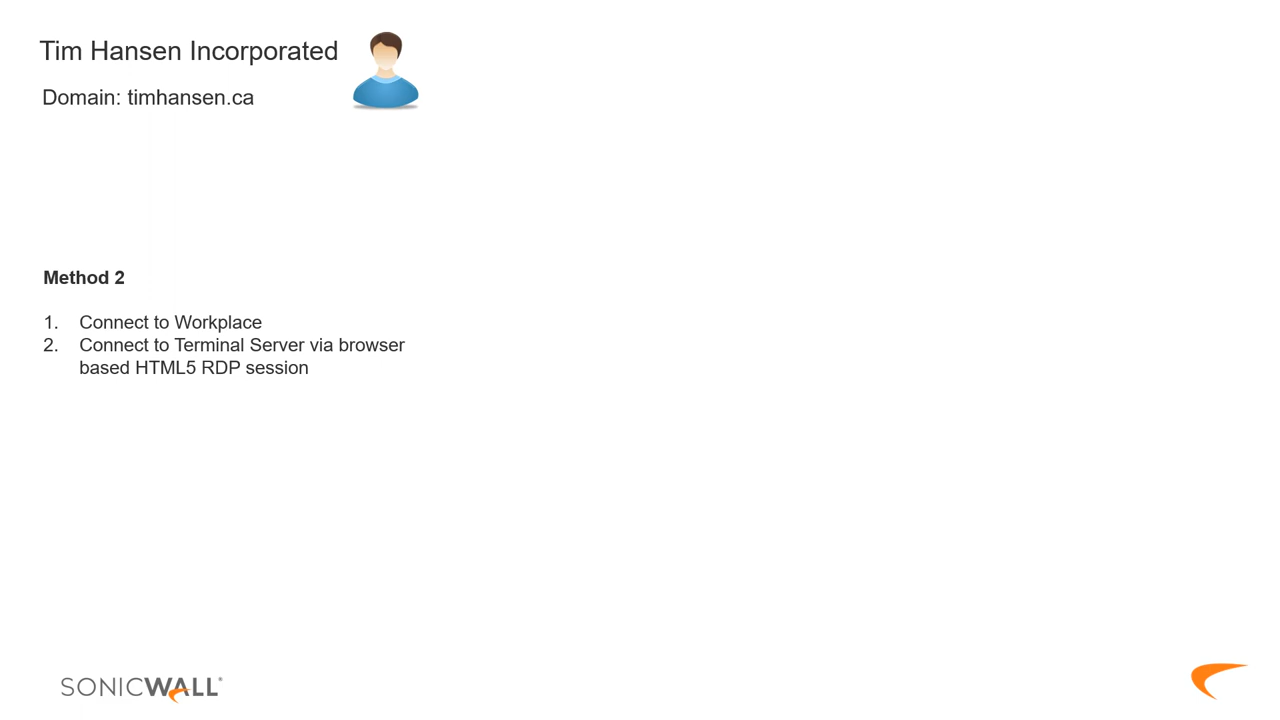 Tim Hansen Incorporated
Domain: timhansen.ca
Method 2
1. Connect to Workplace
2. Connect to Terminal Server via browser
based HTML5 RDP session
SONICWALL®